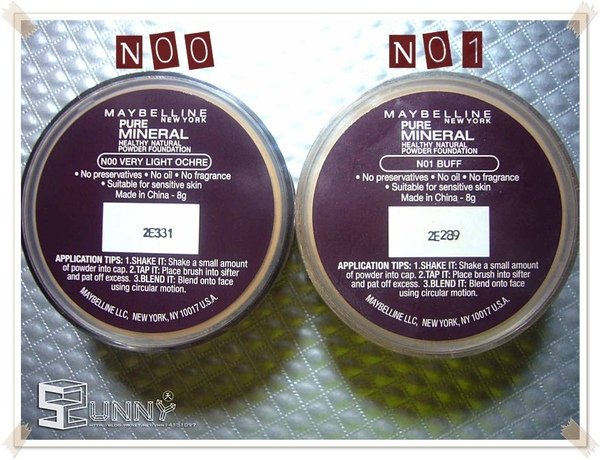 N00
MAYBELLINE
NEW YORK
PURE
MINERAL
HEALTHY NATURAL
POWDER FOUNDATION
N00 VERY LIGHT OCHRE
• No preservatives • No oil • No fragrance
• Suitable for sensitive skin
Made in China - 8g
2E331
APPLICATION TIPS: 1.SHAKE IT: Shake a small amount
of powder into cap. 2.TAP IT: Place brush into sifter
and pat off excess. 3.BLEND IT: Blend onto face
using circular motion.
MAYBELLINE LLC, NEW YORK, NY 10017 U.S.A.
N01
MAYBELLINE
NEW YORK
PURE
MINERAL
HEALTHY NATURAL
POWDER FOUNDATION
N01 BUFF
• No preservatives • No oil • No fragrance
• Suitable for sensitive skin
Made in China - 8g
2E289
APPLICATION TIPS: 1.SHAKE IT: Shake a small amount
of powder into cap. 2.TAP IT: Place brush into sifter
and pat off excess. 3.BLEND IT: Blend onto face
using circular motion.
MAYBELLINE LLC, NEW YORK, NY 10017 U.S.A.
SUNNY天